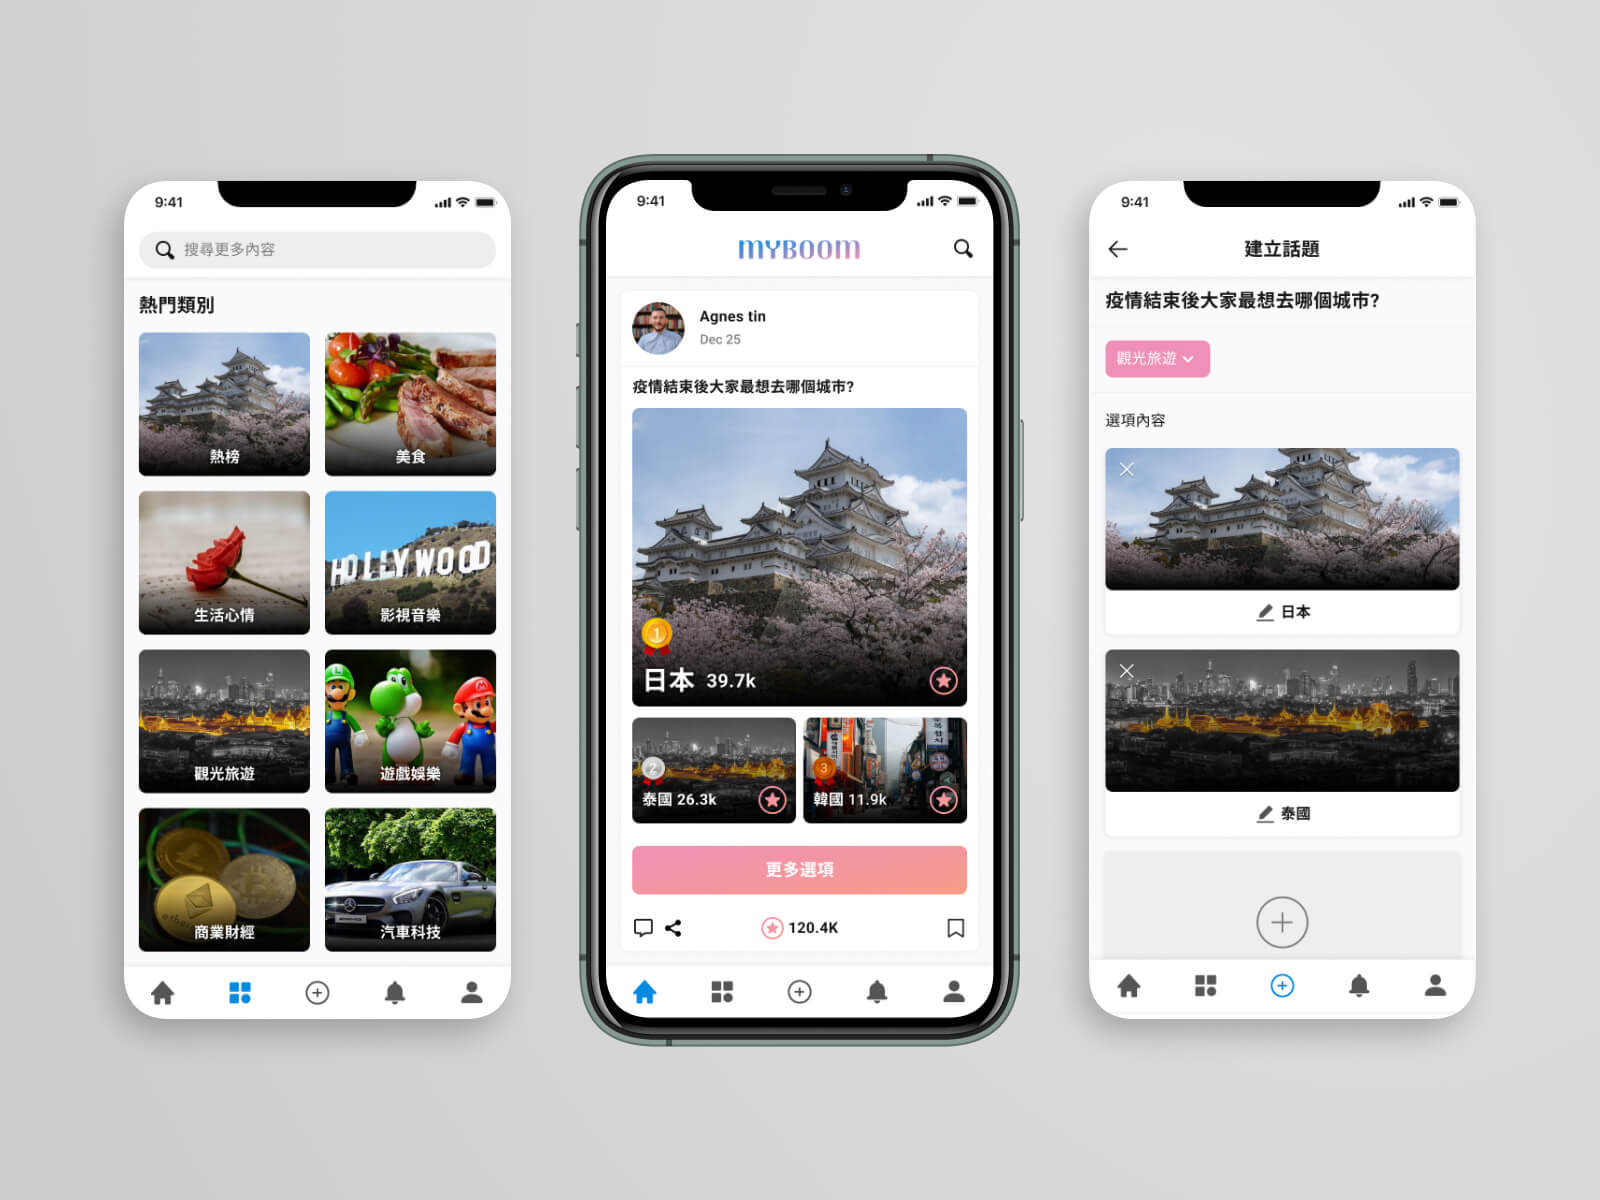 9:41
搜尋更多內容
熱門類別
熱榜
美食
生活心情
HOLLYWOOD
影視音樂
觀光旅遊
遊戲娛樂
商業財經
汽車科技
9:41
MYBOOM
Agnes tin
Dec 25
疫情結束後大家最想去哪個城市?
1
日本 39.7k
2
泰國 26.3k
3
韓國 11.9k
更多選項
120.4K
9:41
建立話題
疫情結束後大家最想去哪個城市?
觀光旅遊
選項內容
日本
泰國